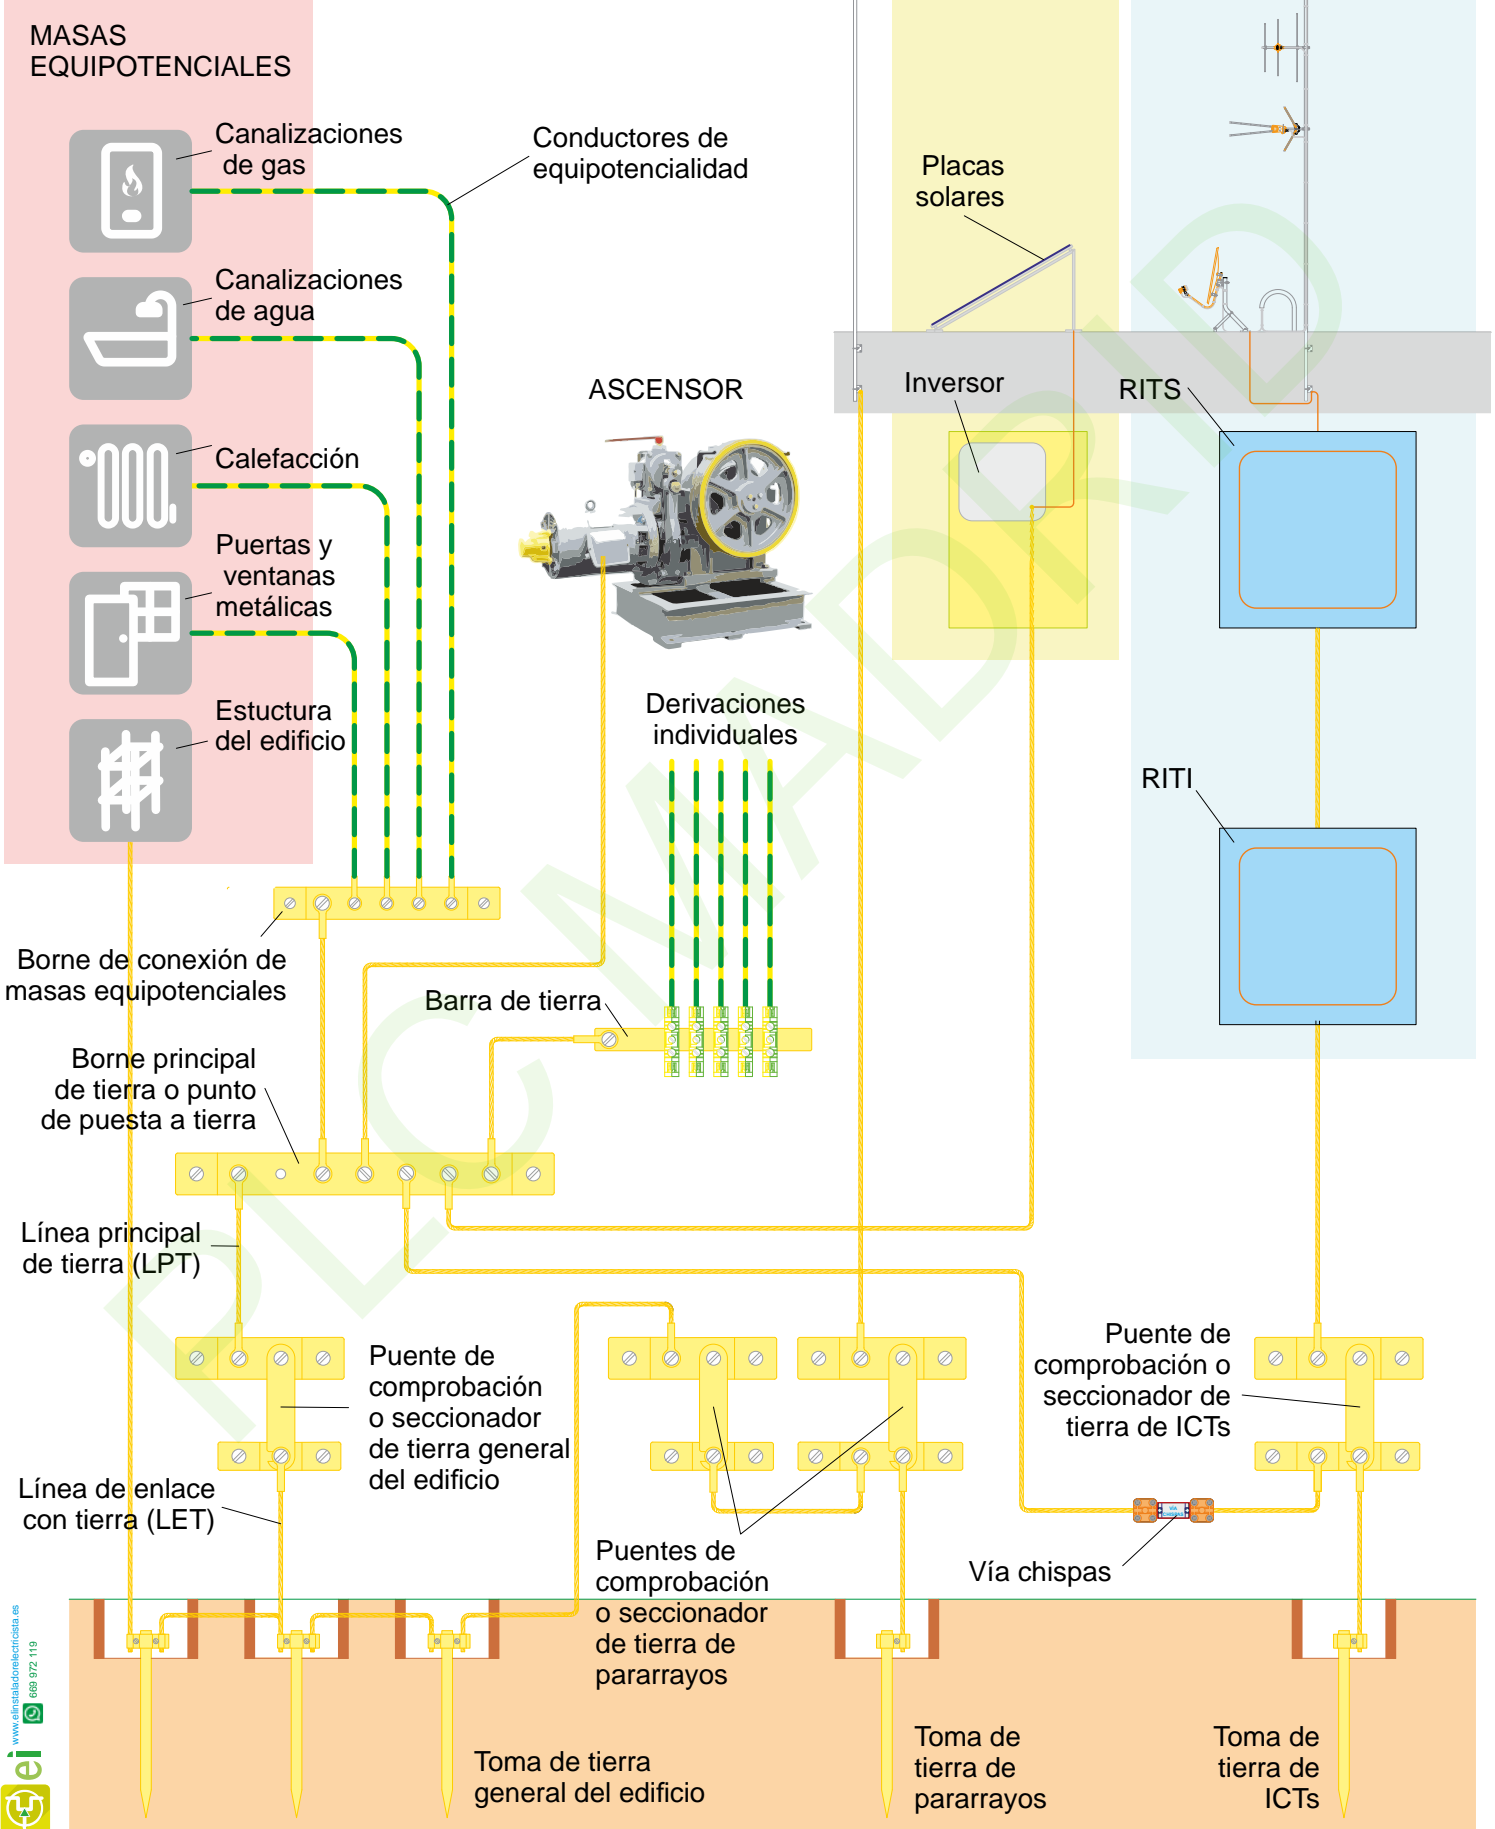 MASAS
EQUIPOTENCIALES
Canalizaciones
de gas
Conductores de
equipotencialidad
Canalizaciones
de agua
Calefacción
Puertas y
ventanas
metálicas
Estuctura
del edificio
ASCENSOR
Placas
solares
Inversor
RITS
RITI
Derivaciones
individuales
Borne de conexión de
masas equipotenciales
Barra de tierra
Borne principal
de tierra o punto
de puesta a tierra
Línea principal
de tierra (LPT)
Puente de
comprobación
o seccionador
de tierra general
del edificio
Puente de
comprobación o
seccionador de
tierra de ICTs
Línea de enlace
con tierra (LET)
Puentes de
comprobación
o seccionador
de tierra de
pararrayos
VÍA
CHISPAS
Vía chispas
Toma de tierra
general del edificio
Toma de
tierra de
pararrayos
Toma de
tierra de
ICTs
PLC MADRID
www.elinstaladorelectricista.es
669 972 119
ei